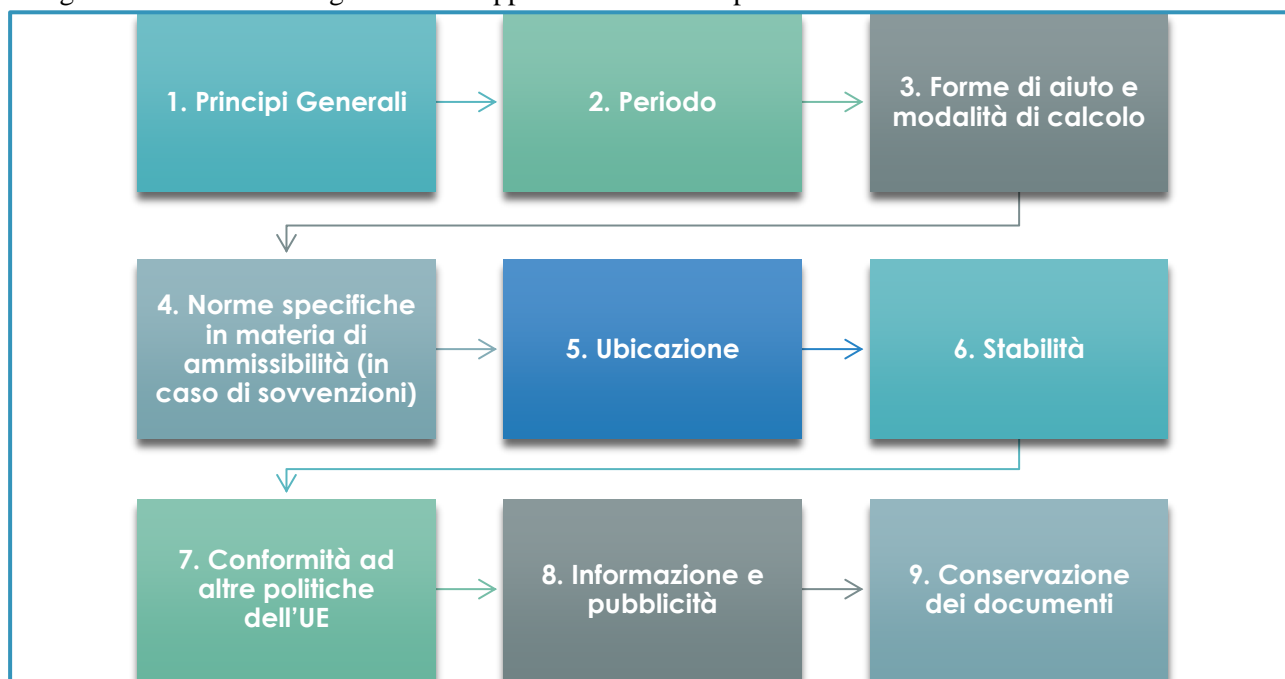 1. Principi Generali
2. Periodo
3. Forme di aiuto e
modalità di calcolo
4. Norme specifiche
in materia di
ammissibilità (in
caso di sovvenzioni)
5. Ubicazione
6. Stabilità
7. Conformità ad
altre politiche
dell’UE
8. Informazione e
pubblicità
9. Conservazione
dei documenti